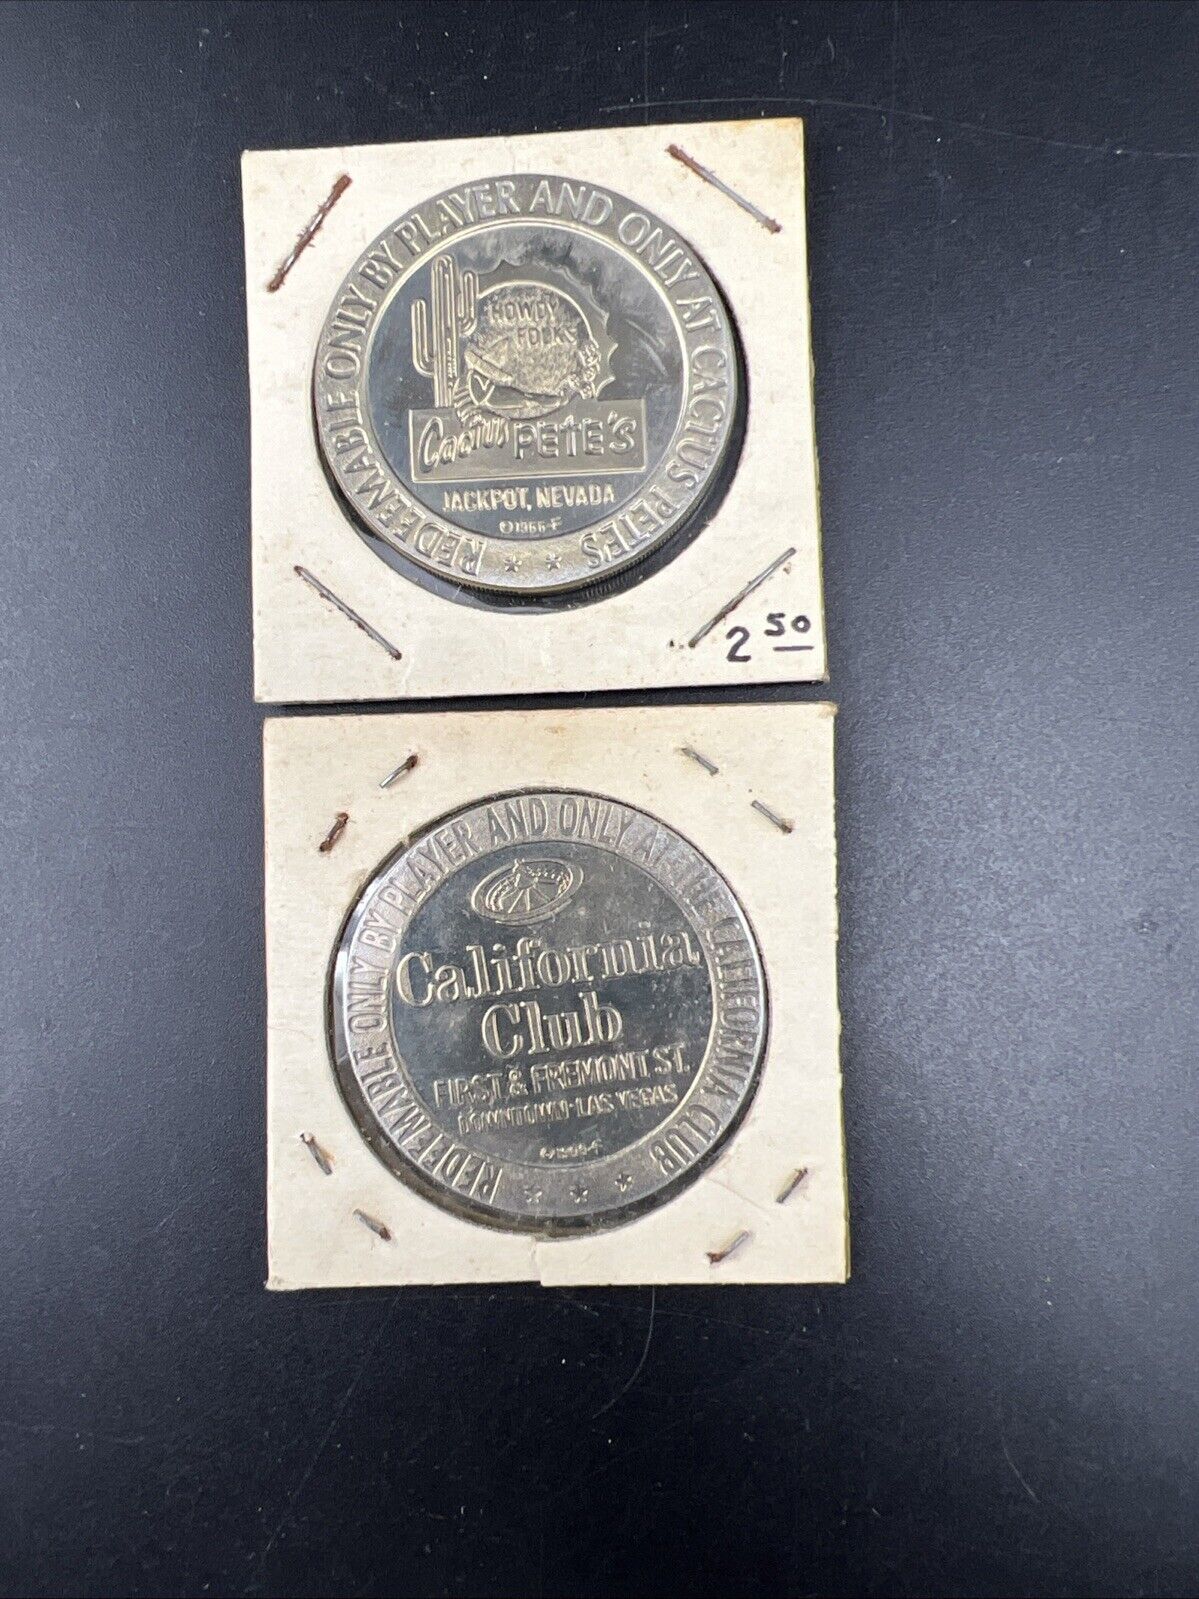 REDEEMABLE ONLY BY PLAYER AND ONLY AT CACTUS PETE'S
HOWDY
FOLKS
Cactus PETE'S
JACKPOT, NEVADA
©1966-F
2 50
REDEEMABLE ONLY BY PLAYER AND ONLY AT THE CALIFORNIA CLUB
California
Club
FIRST & FREMONT ST.
DOWNTOWN-LAS VEGAS